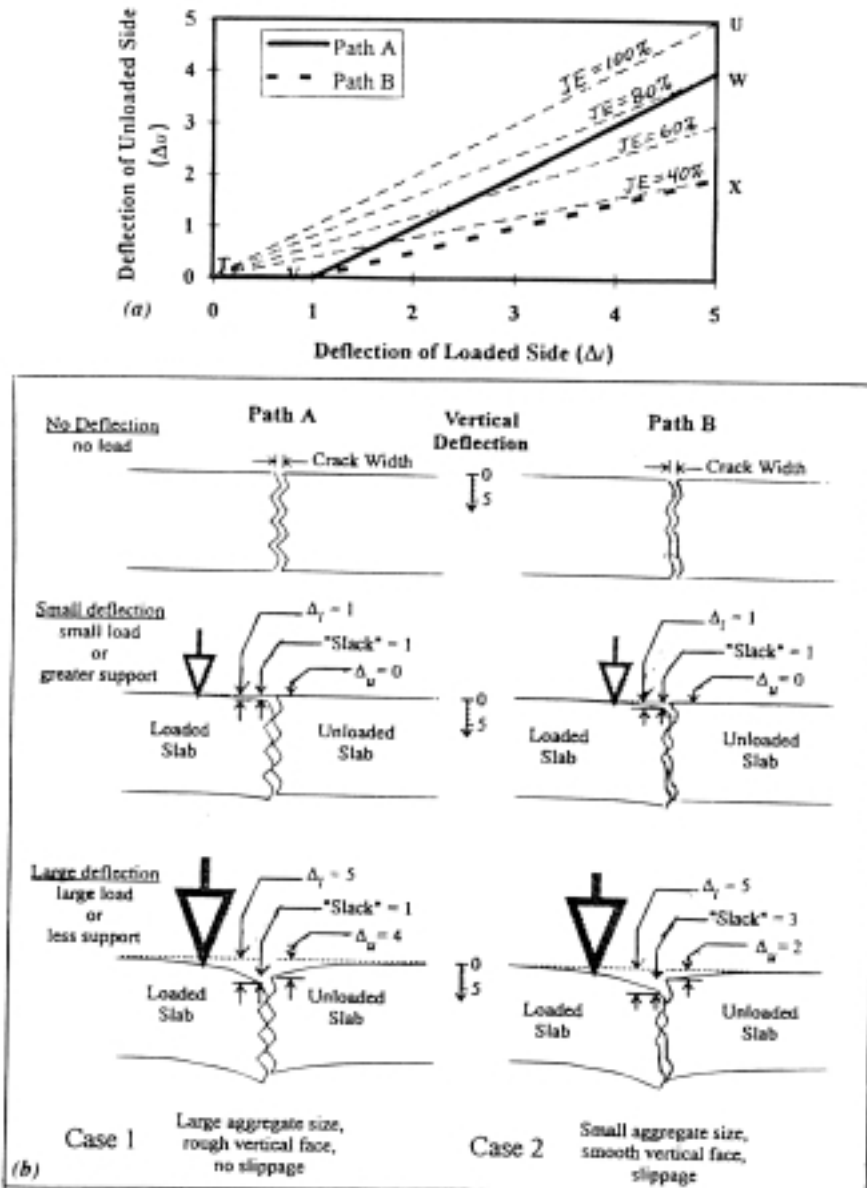 5
4
3
2
1
0
Deflection of Unloaded Side
(Δu)
Path A
Path B
JE = 100%
JE = 80%
JE = 60%
JE = 40%
U
W
X
T
V
(a)
0 1 2 3 4 5
Deflection of Loaded Side (Δl)
No Deflection
no load
Path A
Vertical
Deflection
Path B
Crack Width
0
5
Crack Width
Small deflection
small load
or
greater support
Δl = 1
"Slack" = 1
Δu = 0
0
5
Δl = 1
"Slack" = 1
Δu = 0
Loaded
Slab
Unloaded
Slab
Loaded
Slab
Unloaded
Slab
Large deflection
large load
or
less support
Δl = 5
"Slack" = 1
Δu = 4
0
5
Δl = 5
"Slack" = 3
Δu = 2
Loaded
Slab
Unloaded
Slab
Loaded
Slab
Unloaded
Slab
Case 1
Large aggregate size,
rough vertical face,
no slippage
Case 2
Small aggregate size,
smooth vertical face,
slippage
(b)